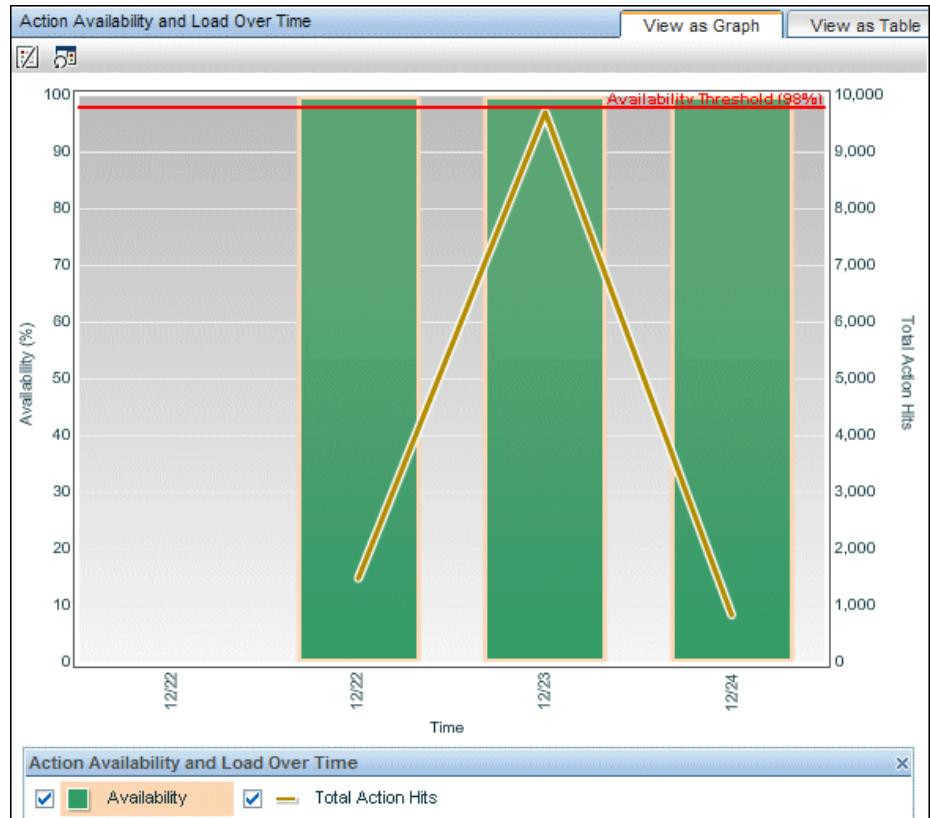 Action Availability and Load Over Time View as Graph View as Table
Availability Threshold (98%)
100 10,000
90 9,000
80 8,000
70 7,000
60 6,000
50 5,000
40 4,000
30 3,000
20 2,000
10 1,000
0 0
Availability (%)
Total Action Hits
12/22 12/22 12/23 12/24
Time
Action Availability and Load Over Time
Availability Total Action Hits